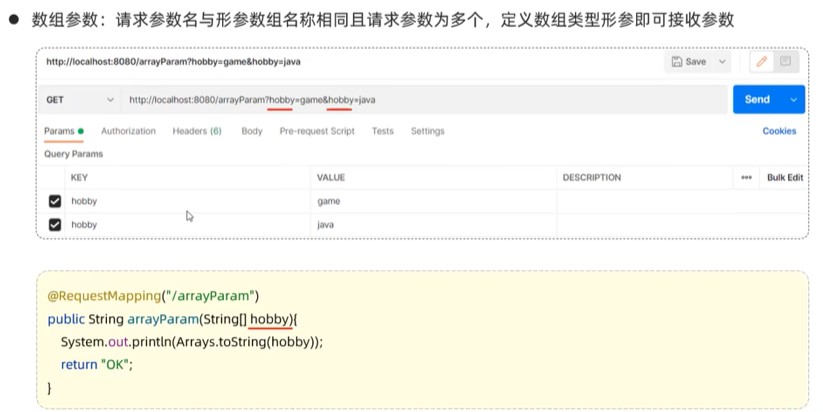 ● 数组参数：请求参数名与形参数组名称相同且请求参数为多个，定义数组类型形参即可接收参数
http://localhost:8080/arrayParam?hobby=game&hobby=java Save
GET http://localhost:8080/arrayParam?hobby=game&hobby=java Send
Params Authorization Headers (6) Body Pre-request Script Tests Settings Cookies
Query Params
KEY VALUE DESCRIPTION ••• Bulk Edit
hobby game
hobby java
@RequestMapping("/arrayParam")
public String arrayParam(String[] hobby){
System.out.println(Arrays.toString(hobby));
return "OK";
}